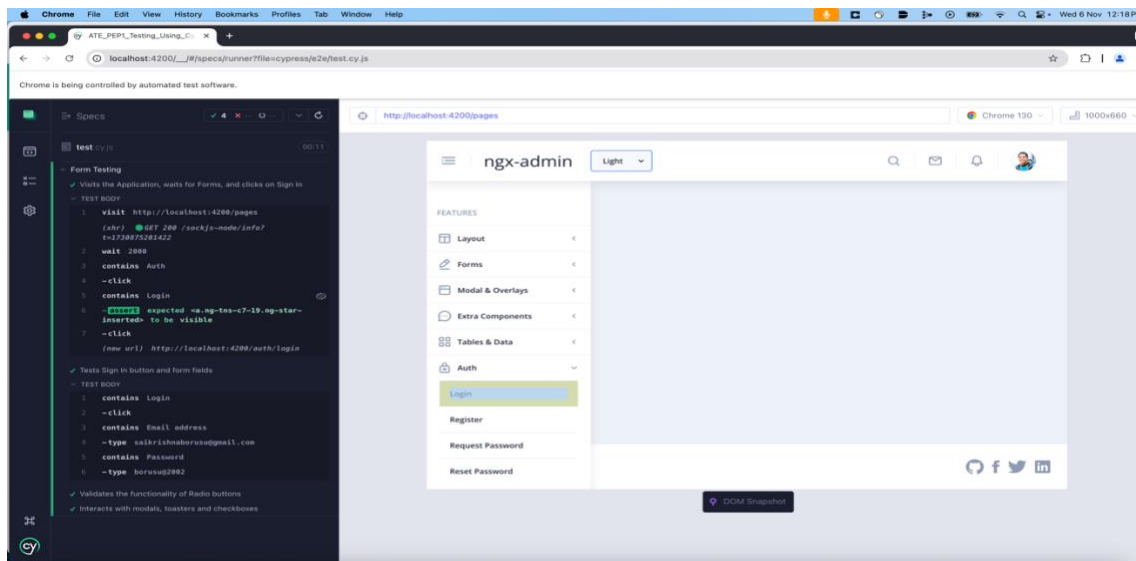 Chrome File Edit View History Bookmarks Profiles Tab Window Help
Wed 6 Nov 12:18 P
ATE_PEP1_Testing_Using_Cy
localhost:4200/__/#/specs/runner?file=cypress/e2e/test.cy.js
Chrome is being controlled by automated test software.
Specs
4
test.cy.js
00:11
http://localhost:4200/pages
Chrome 130
1000x660
Form Testing
Visits the Application, waits for Forms, and clicks on Sign In
TEST BODY
1 visit http://localhost:4200/pages
(xhr) GET 200 /sockjs-node/info?
t=1730875201422
2 wait 2000
3 contains Auth
4 -click
5 contains Login
6 -assert expected <a.ng-tns-c7-19.ng-star-
inserted> to be visible
7 -click
(new url) http://localhost:4200/auth/login
Tests Sign In button and form fields
TEST BODY
1 contains Login
2 -click
3 contains Email address
4 -type saikrishnaborusu@gmail.com
5 contains Password
6 -type borusu@2002
Validates the functionality of Radio buttons
Interacts with modals, toasters and checkboxes
cy
ngx-admin
Light
FEATURES
Layout
Forms
Modal & Overlays
Extra Components
Tables & Data
Auth
Login
Register
Request Password
Reset Password
DOM Snapshot